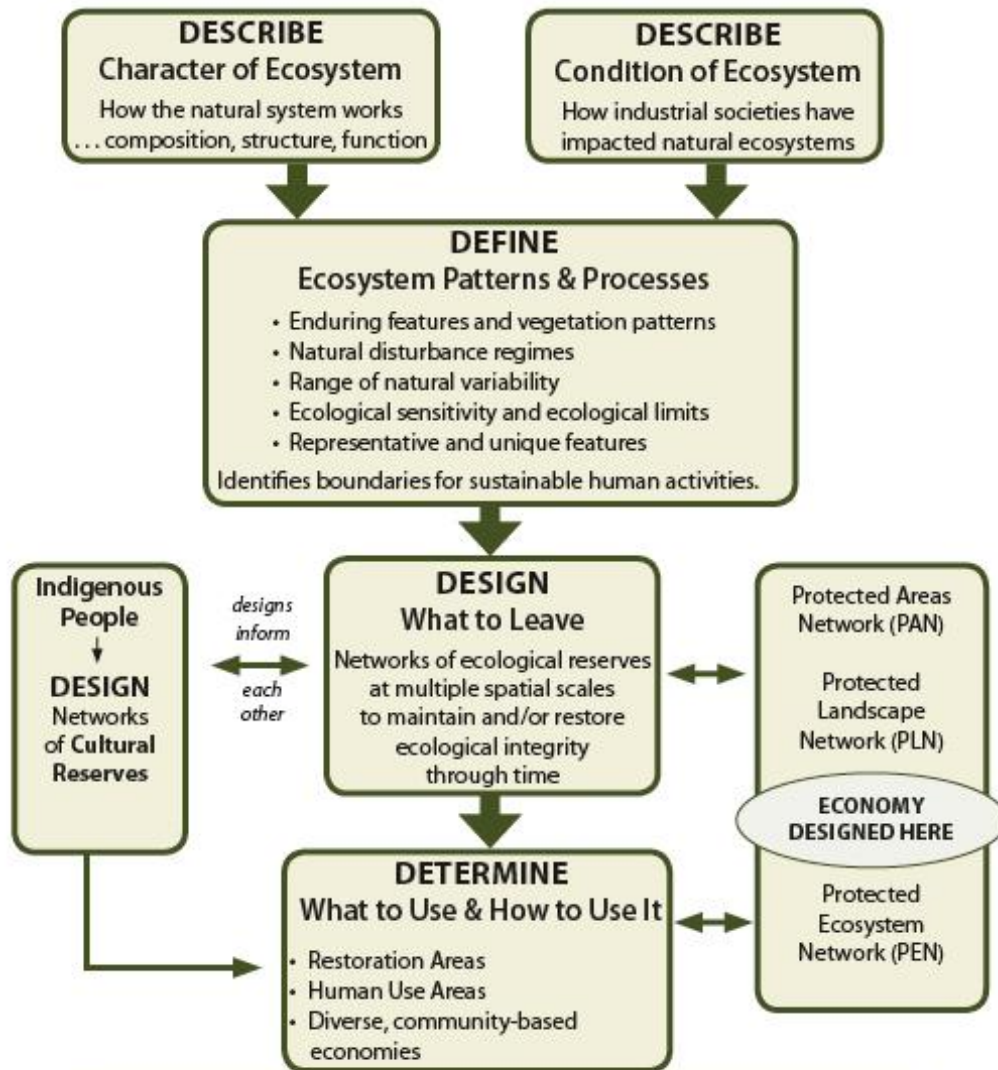 DESCRIBE
Character of Ecosystem
How the natural system works
... composition, structure, function
DESCRIBE
Condition of Ecosystem
How industrial societies have
impacted natural ecosystems
DEFINE
Ecosystem Patterns & Processes
• Enduring features and vegetation patterns
• Natural disturbance regimes
• Range of natural variability
• Ecological sensitivity and ecological limits
• Representative and unique features
Identifies boundaries for sustainable human activities.
Indigenous
People
DESIGN
Networks
of Cultural
Reserves
designs
inform
each
other
DESIGN
What to Leave
Networks of ecological reserves
at multiple spatial scales
to maintain and/or restore
ecological integrity
through time
Protected Areas
Network (PAN)
Protected
Landscape
Network (PLN)
ECONOMY
DESIGNED HERE
Protected
Ecosystem
Network (PEN)
DETERMINE
What to Use & How to Use It
• Restoration Areas
• Human Use Areas
• Diverse, community-based
economies